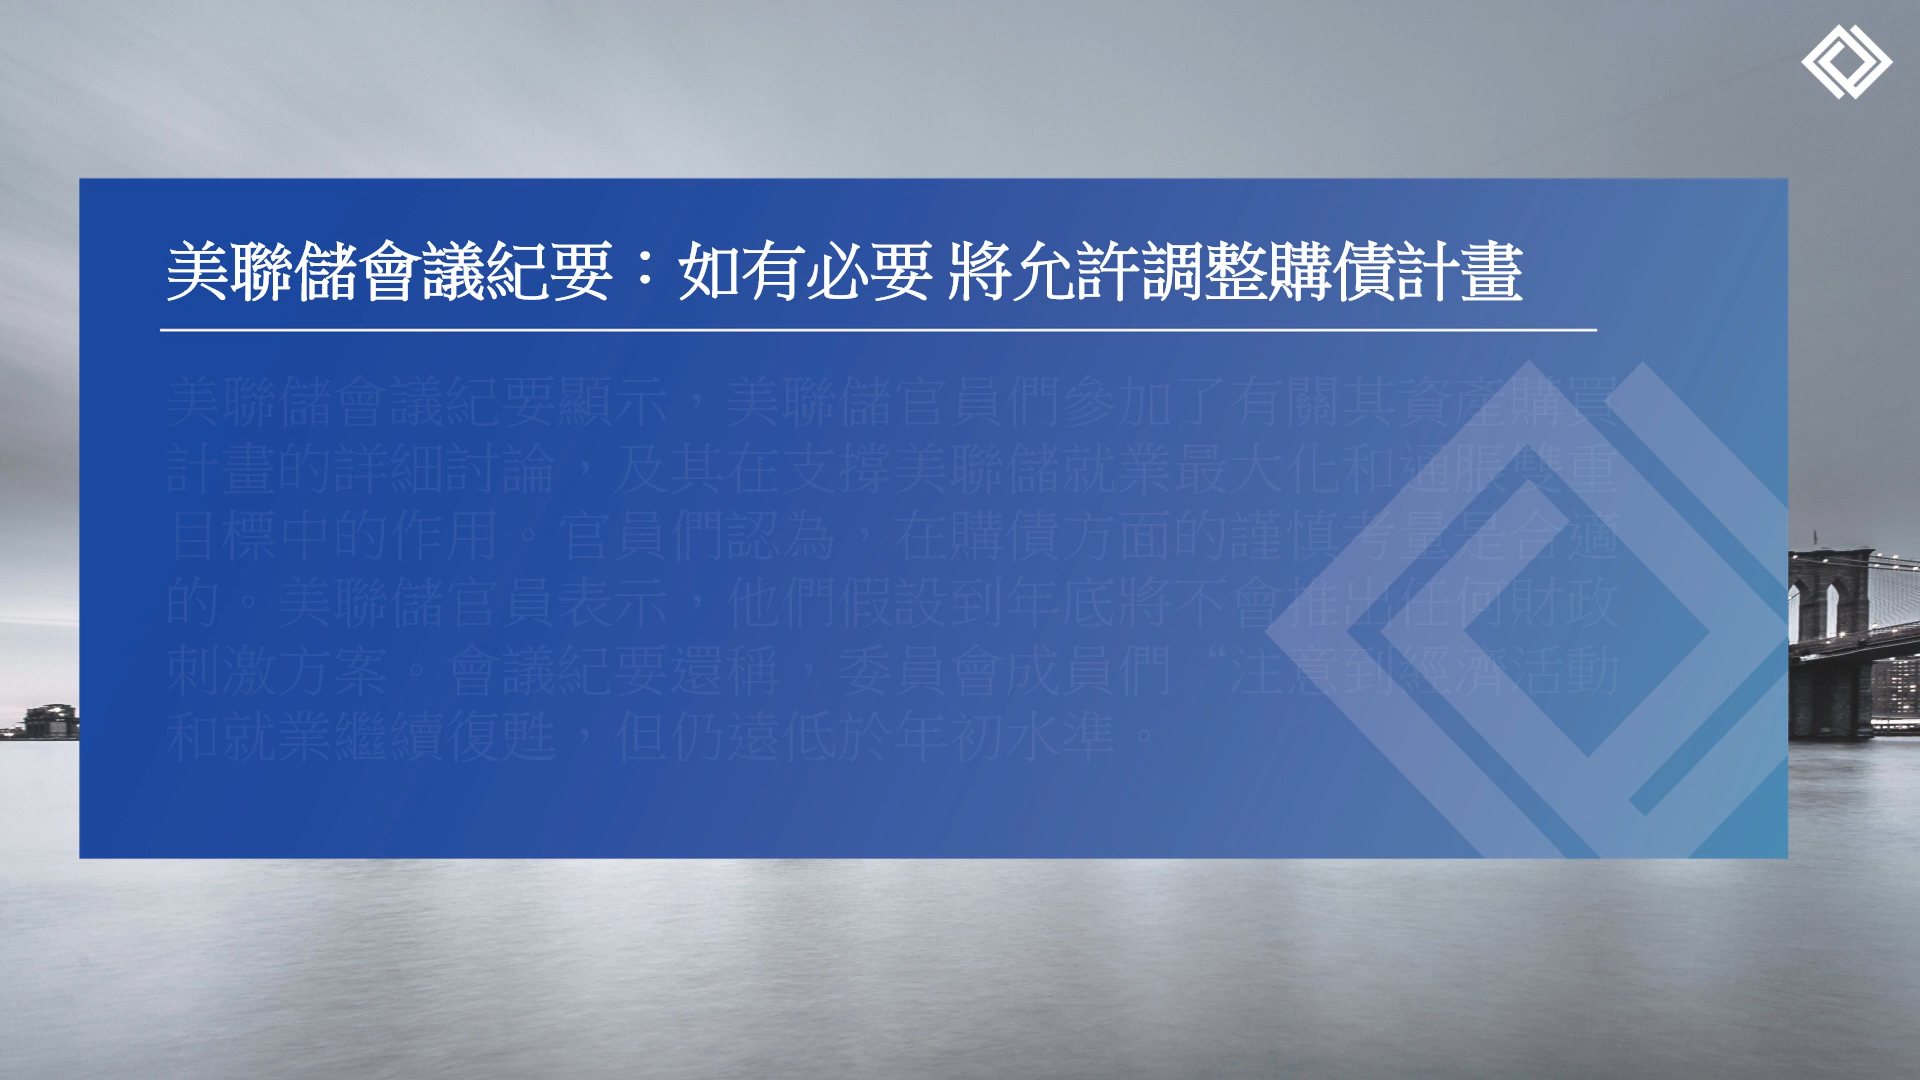 美聯儲會議紀要：如有必要 將允許調整購債計畫
美聯儲會議紀要顯示，美聯儲官員們參加了有關其資產購買
計畫的詳細討論，及其在支撐美聯儲就業最大化和通脹雙重
目標中的作用。官員們認為，在購債方面的謹慎考量是合適
的。美聯儲官員表示，他們假設到年底將不會推出任何財政
刺激方案。會議紀要還稱，委員會成員們“注意到經濟活動
和就業繼續復甦，但仍遠低於年初水準。